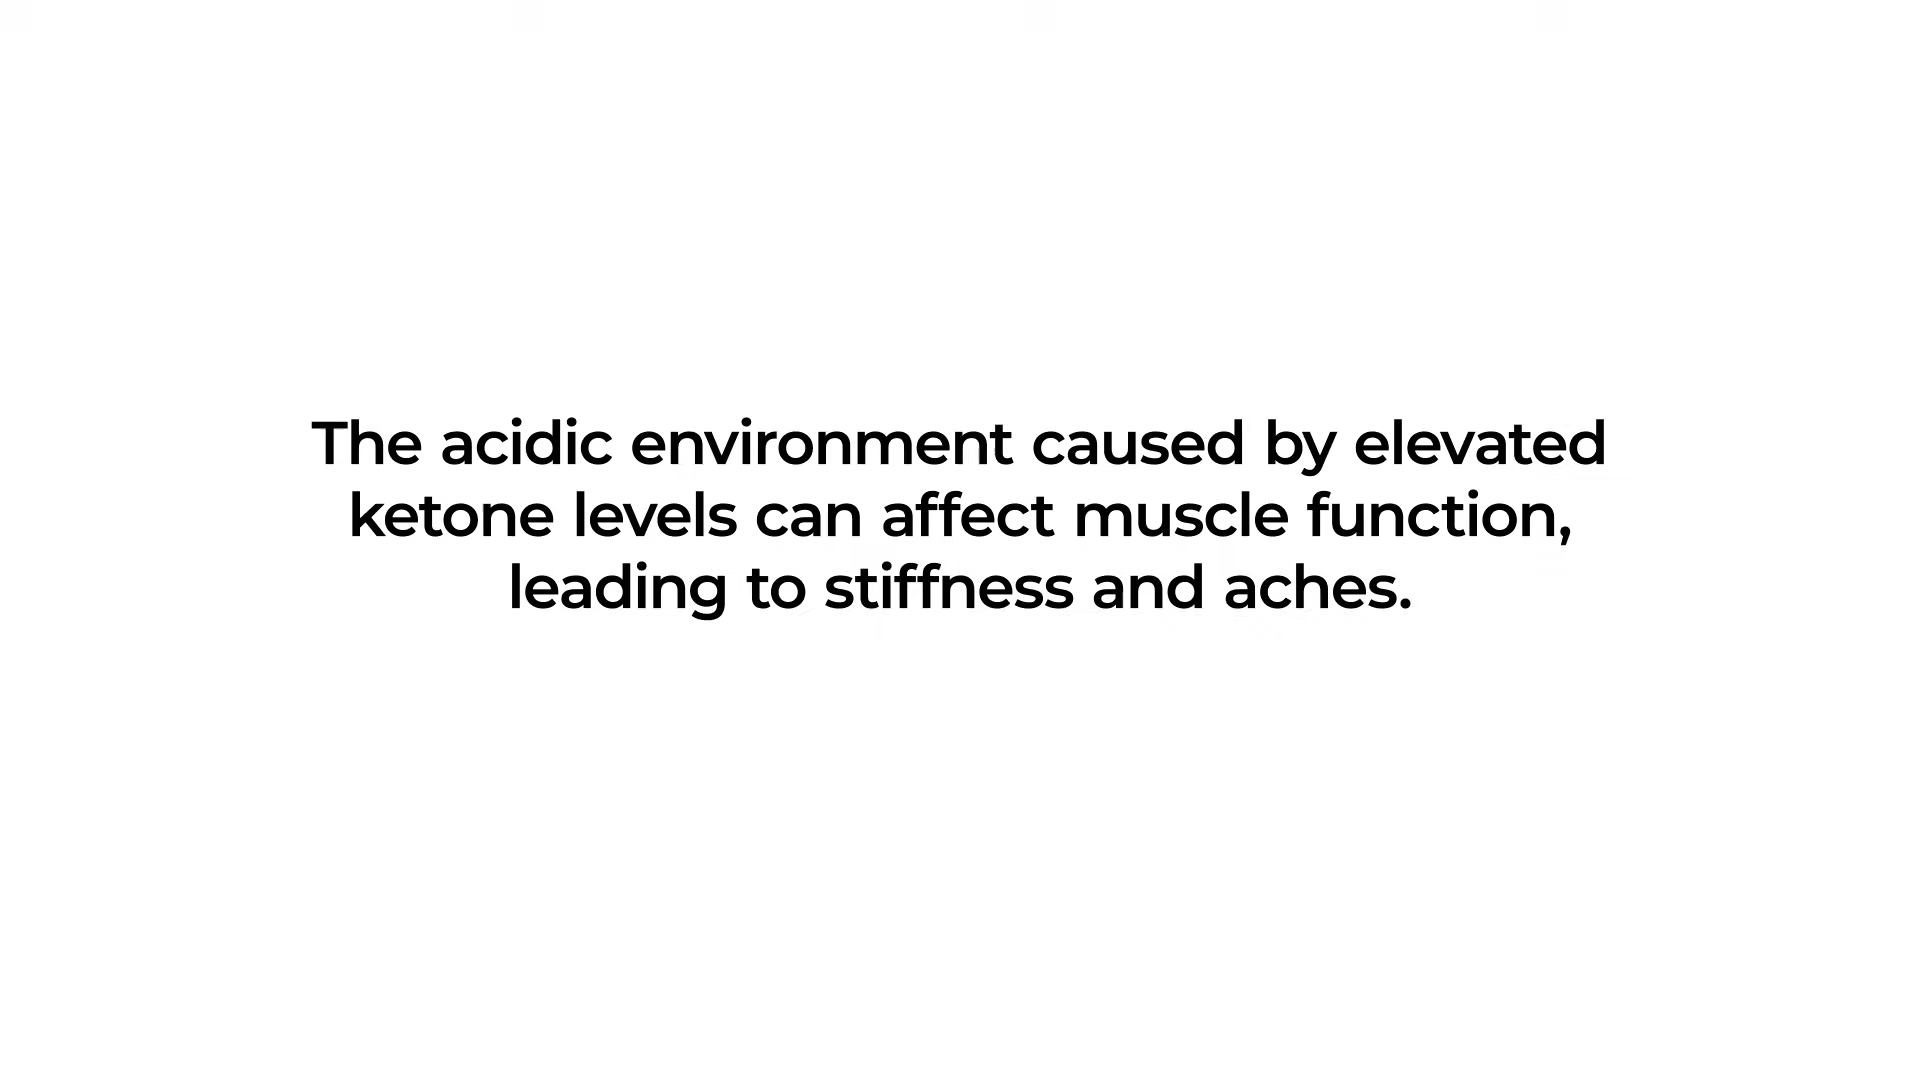 The acidic environment caused by elevated
ketone levels can affect muscle function,
leading to stiffness and aches.